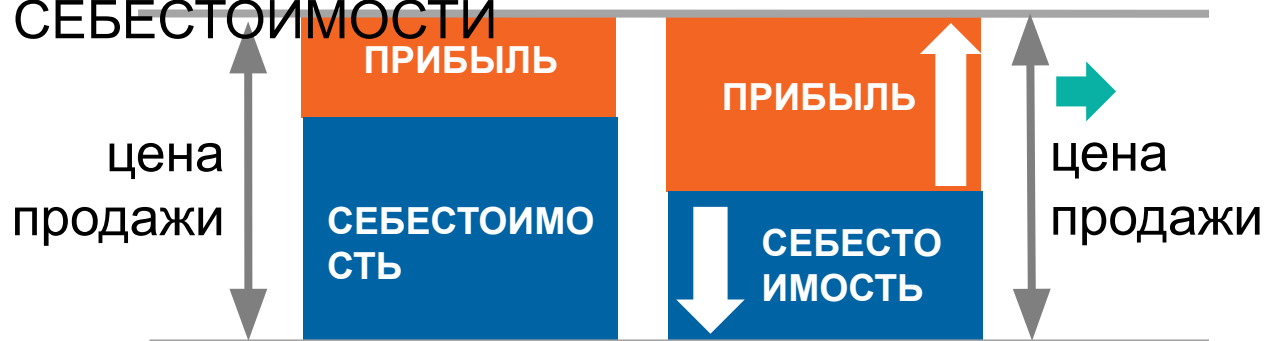 СЕБЕСТОИМОСТИ
ПРИБЫЛЬ
ПРИБЫЛЬ
цена
продажи
СЕБЕСТОИМО
СТЬ
СЕБЕСТО
ИМОСТЬ
цена
продажи